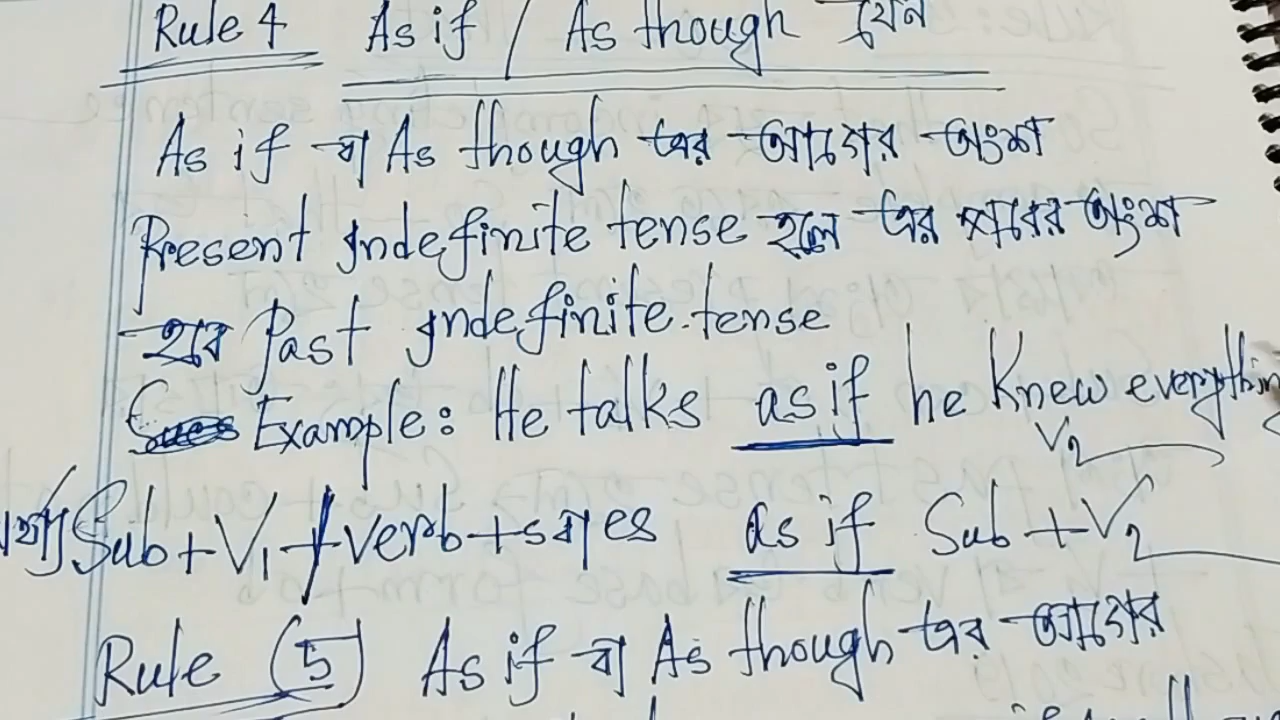 Rule 4 As if / As though যেন
As if বা As though এর আগের অংশ
Present Indefinite tense হলে এর পরের অংশ
হবে Past Indefinite tense
Example: He talks as if he knew everything
V2
Sub + V1 / verb + s বা es as if Sub + V2
Rule (5) As if বা As though এর আগের